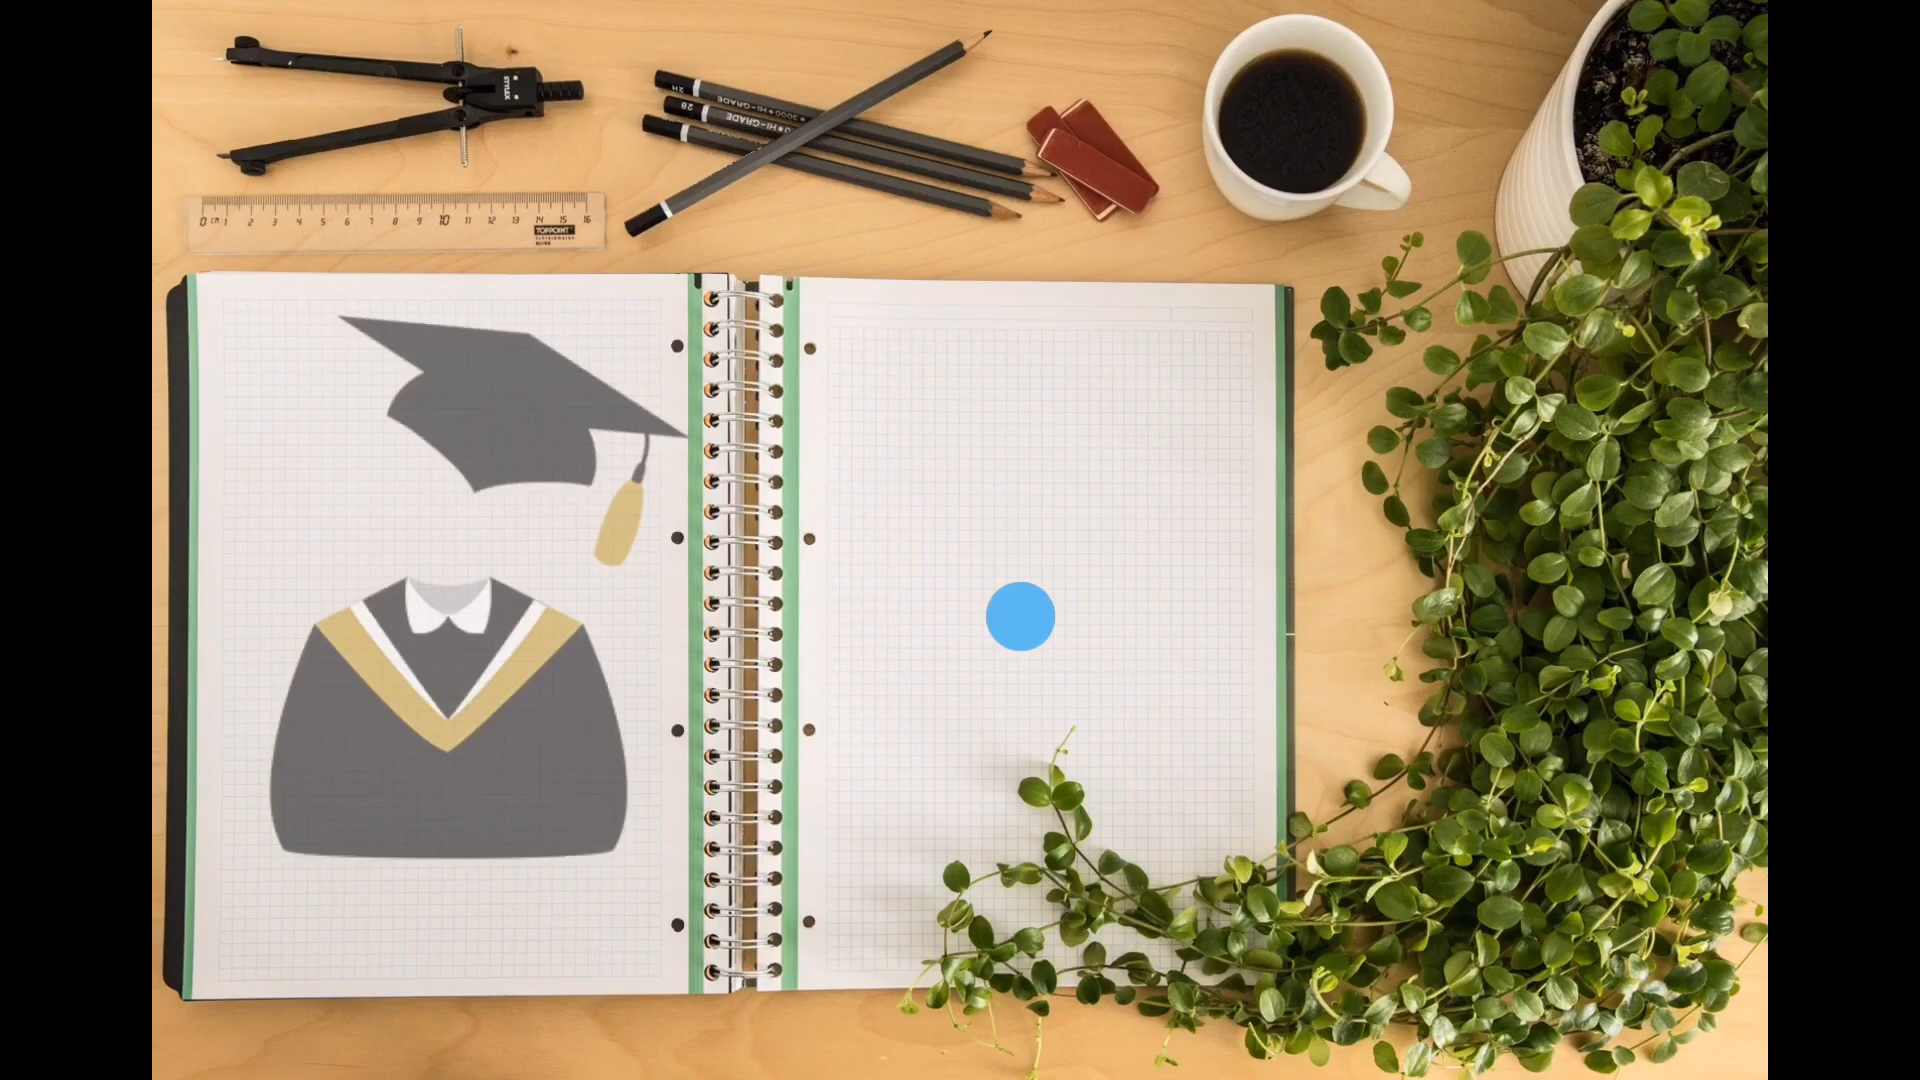 STYLEX
2H 3000 ✱ HI-GRADE
2B HI-GRADE
0 CM 1 2 3 4 5 6 7 8 9 10 11 12 13 14 15 16
TOPPOINT